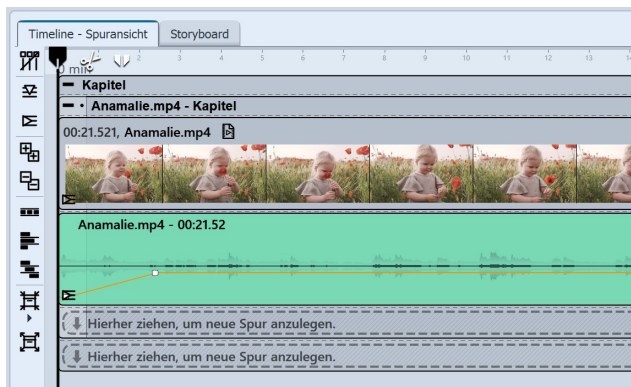 Timeline - Spuransicht Storyboard
0 min 2 3 4 5 6 7 8 9 10 11 12 13
Kapitel
Anamalie.mp4 - Kapitel
00:21.521, Anamalie.mp4
Anamalie.mp4 - 00:21.52
Hierher ziehen, um neue Spur anzulegen.
Hierher ziehen, um neue Spur anzulegen.